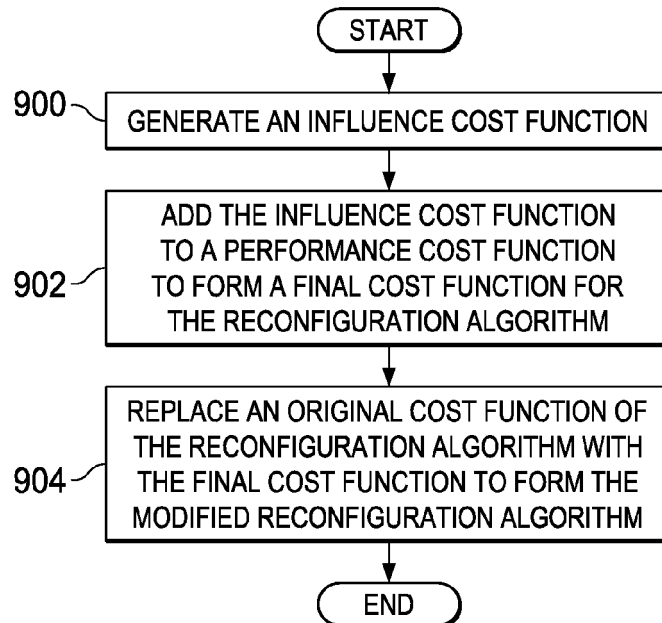 START
900
GENERATE AN INFLUENCE COST FUNCTION
902
ADD THE INFLUENCE COST FUNCTION
TO A PERFORMANCE COST FUNCTION
TO FORM A FINAL COST FUNCTION FOR
THE RECONFIGURATION ALGORITHM
904
REPLACE AN ORIGINAL COST FUNCTION OF
THE RECONFIGURATION ALGORITHM WITH
THE FINAL COST FUNCTION TO FORM THE
MODIFIED RECONFIGURATION ALGORITHM
END